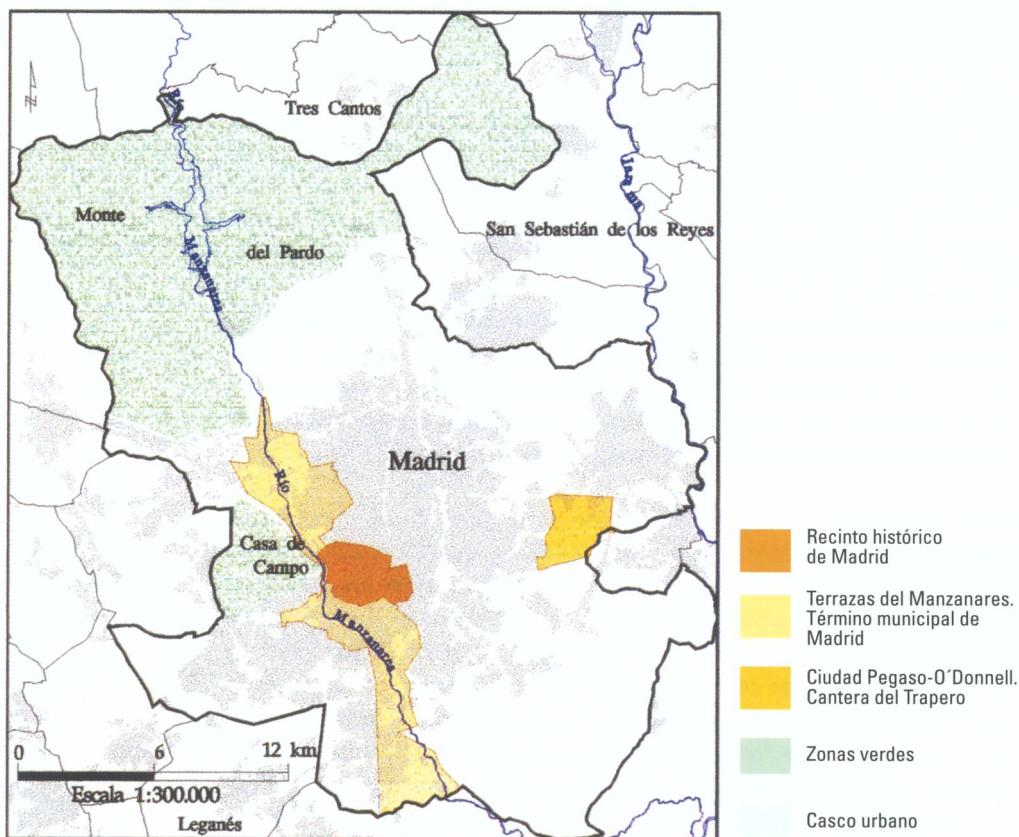 Río
Tres Cantos
Jarama
Monte
San Sebastián de los Reyes
del Pardo
Manzanares
Madrid
Río
Casa de
Campo
Manzanares
0 6 12 km
Escala 1:300.000
Leganés
Recinto histórico
de Madrid
Terrazas del Manzanares.
Término municipal de
Madrid
Ciudad Pegaso-O´Donnell.
Cantera del Trapero
Zonas verdes
Casco urbano